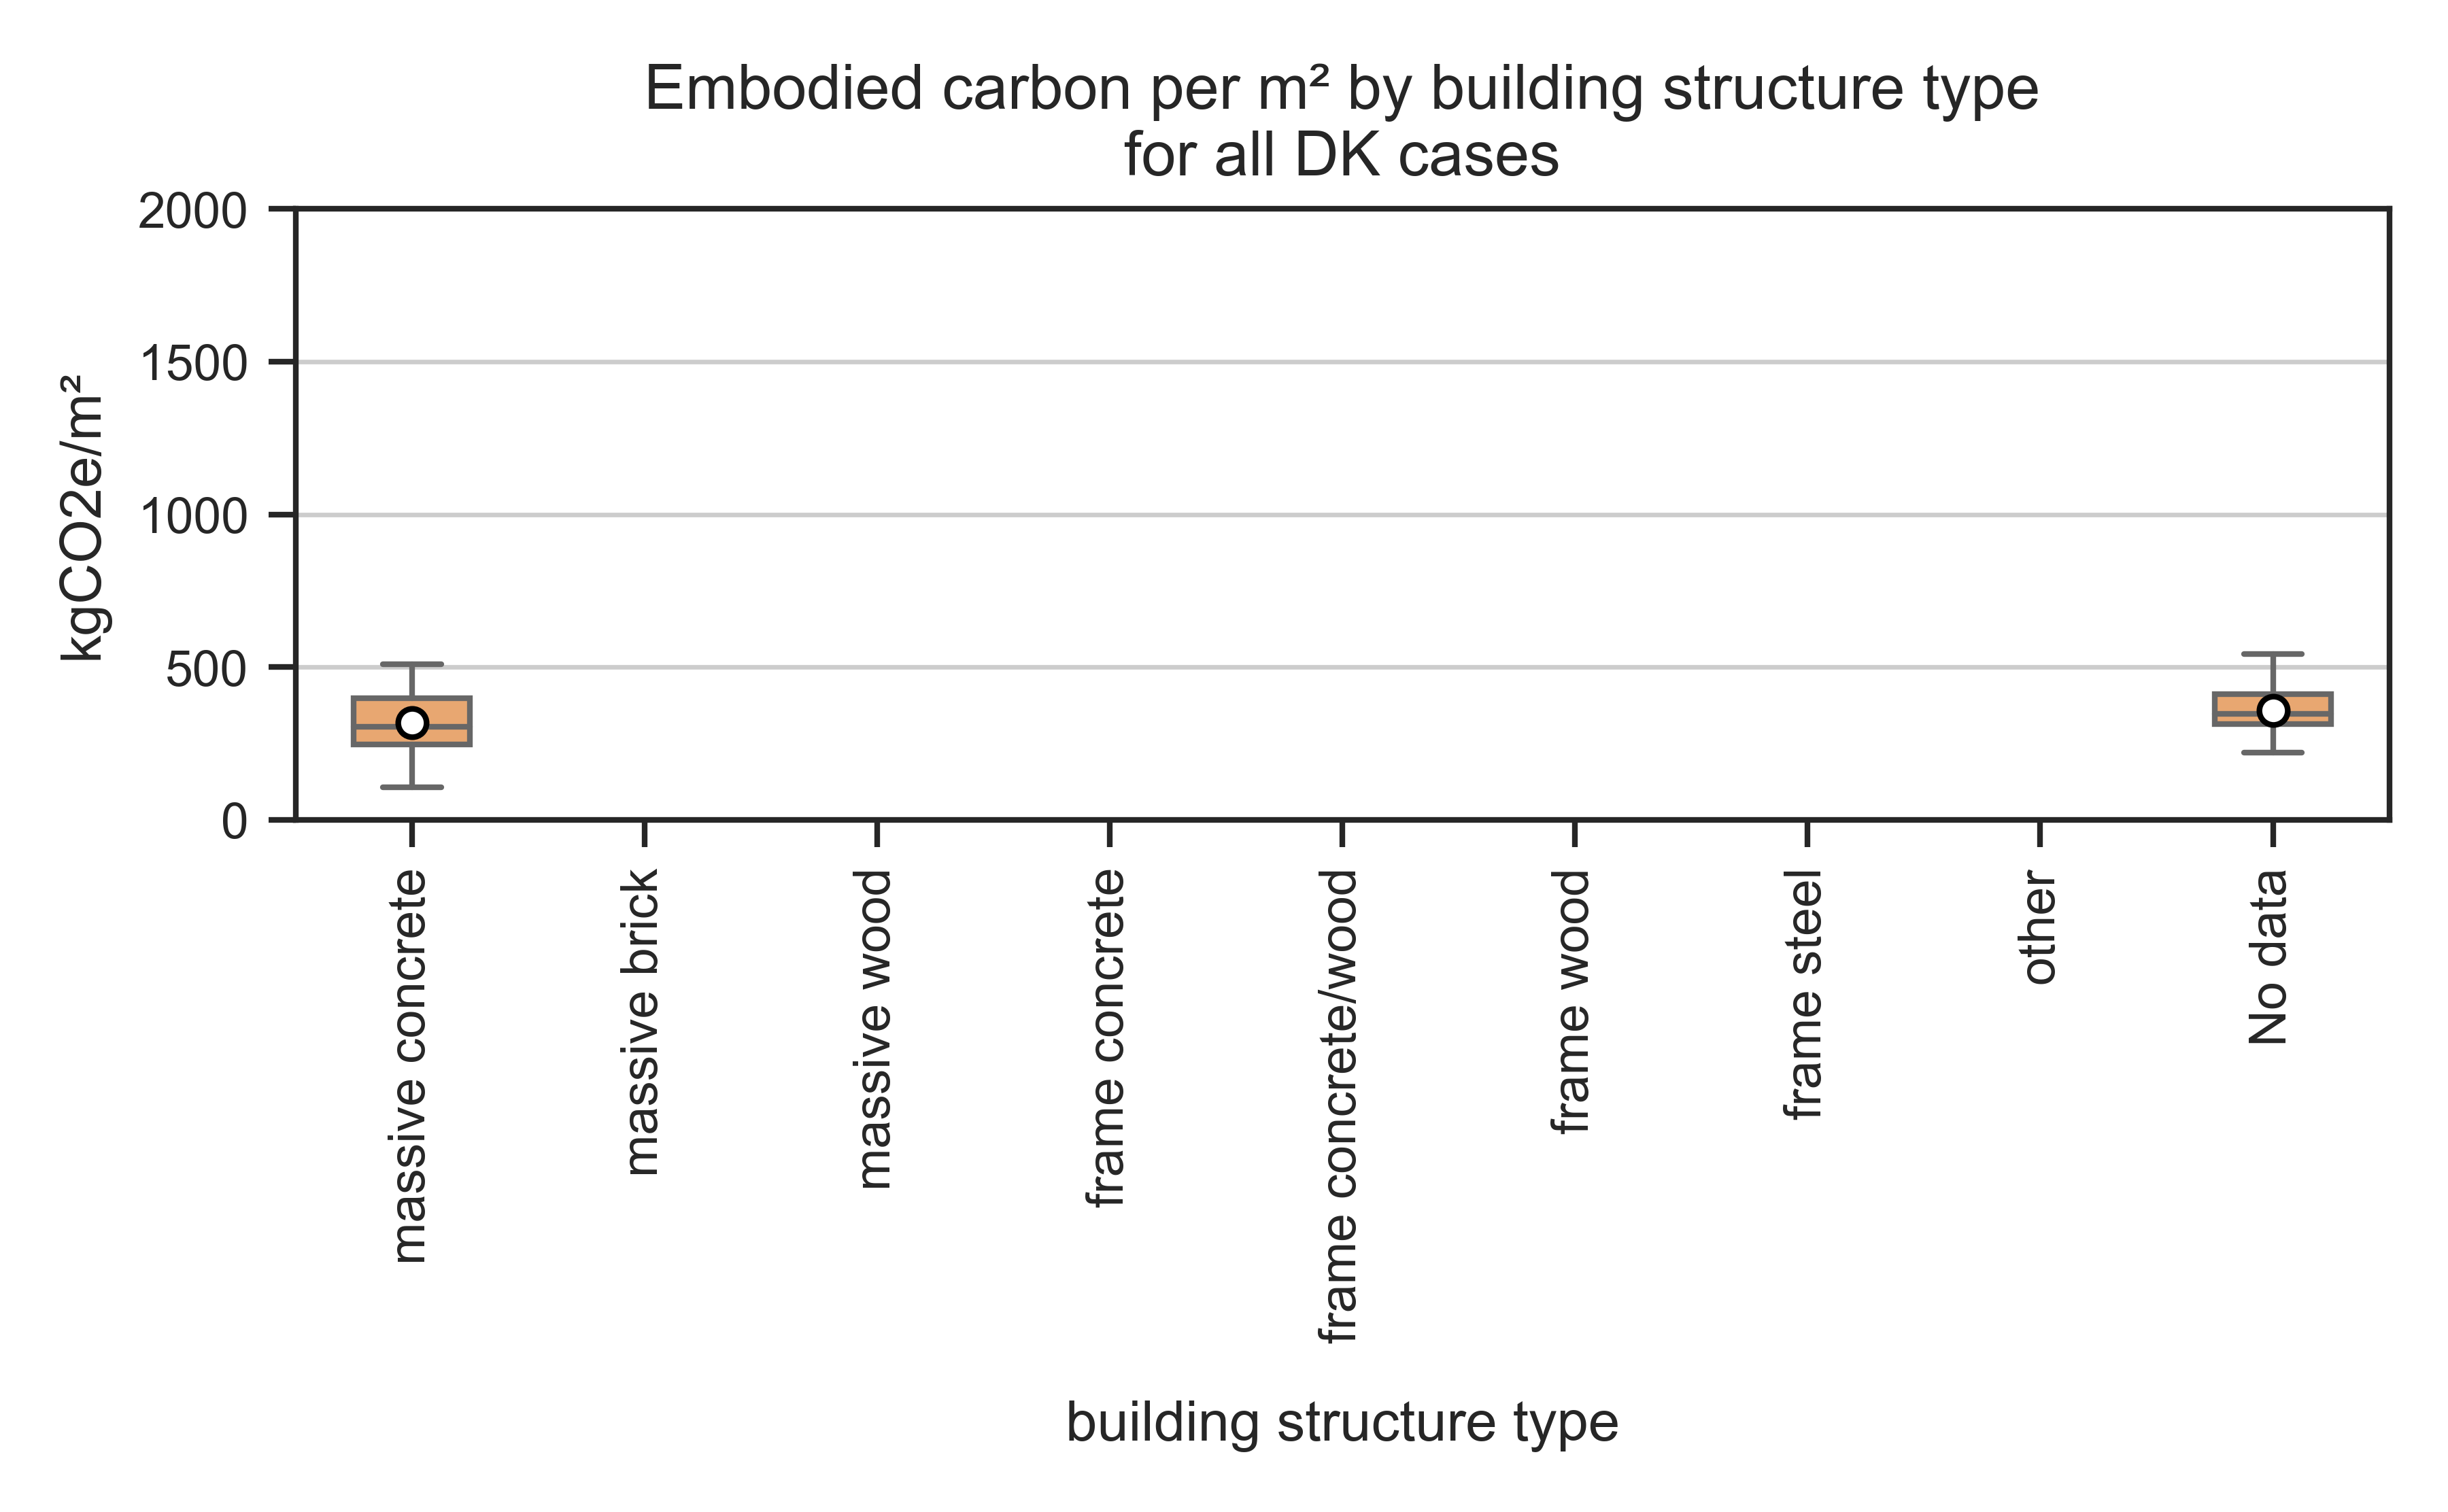 Embodied carbon per m² by building structure type
for all DK cases
2000
1500
1000
500
0
kgCO2e/m²
massive concrete
massive brick
massive wood
frame concrete
frame concrete/wood
frame wood
frame steel
other
No data
building structure type